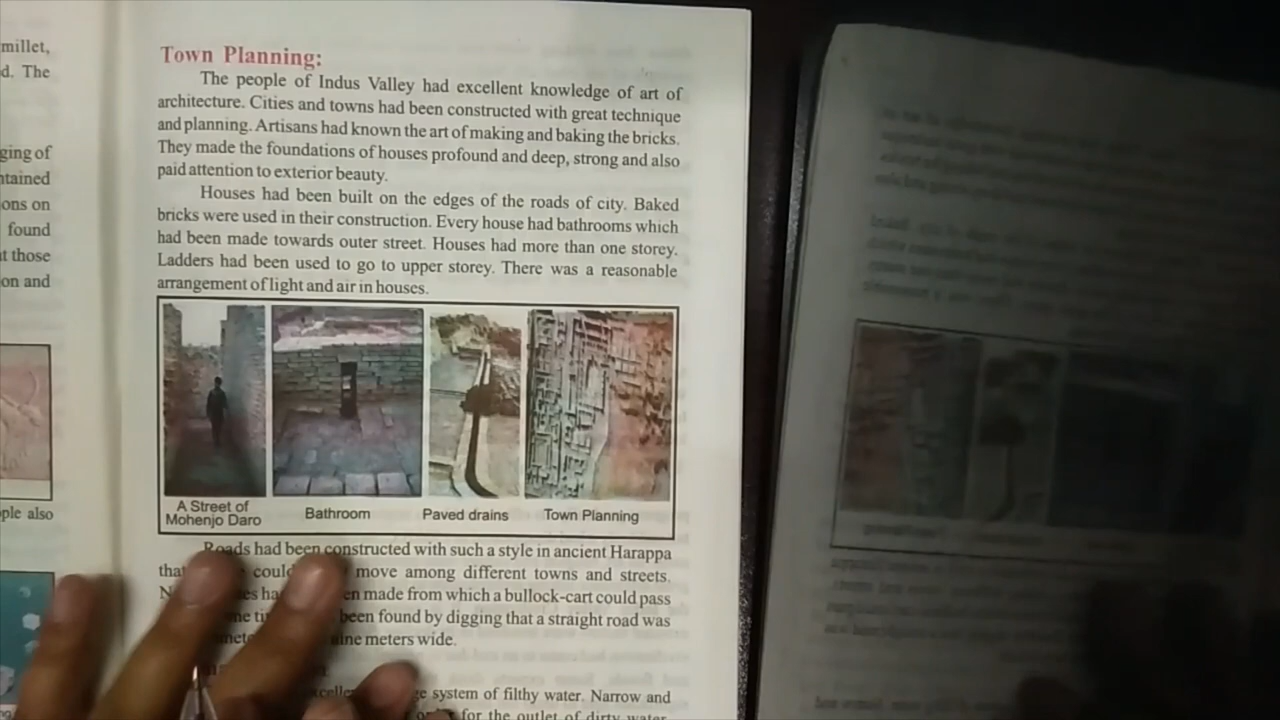 millet,
d. The
ging of
ntained
ons on
found
t those
on and
ple also
Town Planning:
The people of Indus Valley had excellent knowledge of art of
architecture. Cities and towns had been constructed with great technique
and planning. Artisans had known the art of making and baking the bricks.
They made the foundations of houses profound and deep, strong and also
paid attention to exterior beauty.
Houses had been built on the edges of the roads of city. Baked
bricks were used in their construction. Every house had bathrooms which
had been made towards outer street. Houses had more than one storey.
Ladders had been used to go to upper storey. There was a reasonable
arrangement of light and air in houses.
A Street of
Mohenjo Daro
Bathroom
Paved drains
Town Planning
Roads had been constructed with such a style in ancient Harappa
could move among different towns and streets.
made from which a bullock-cart could pass
been found by digging that a straight road was
meters wide.
system of filthy water. Narrow and
for the outlet of dirty water